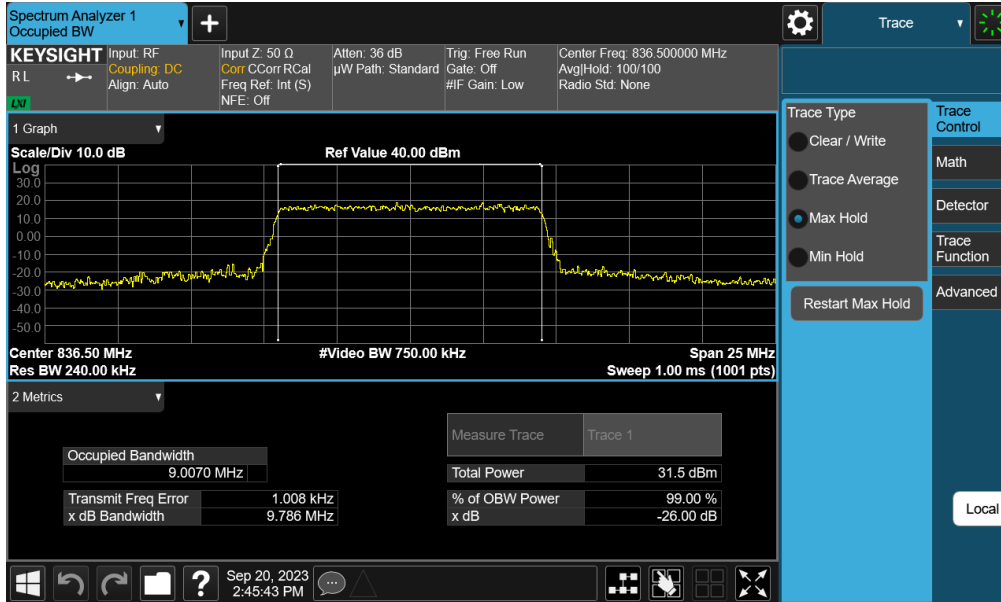 Spectrum Analyzer 1
Occupied BW
Trace
KEYSIGHT
RL
LXI
Input: RF
Coupling: DC
Align: Auto
Input Z: 50 Ω
Corr CCorr RCal
Freq Ref: Int (S)
NFE: Off
Atten: 36 dB
µW Path: Standard
Trig: Free Run
Gate: Off
#IF Gain: Low
Center Freq: 836.500000 MHz
Avg|Hold: 100/100
Radio Std: None
1 Graph
Scale/Div 10.0 dB
Ref Value 40.00 dBm
Log
30.0
20.0
10.0
0.00
-10.0
-20.0
-30.0
-40.0
-50.0
Center 836.50 MHz
#Video BW 750.00 kHz
Span 25 MHz
Res BW 240.00 kHz
Sweep 1.00 ms (1001 pts)
2 Metrics
Measure Trace
Trace 1
Occupied Bandwidth
9.0070 MHz
Total Power
31.5 dBm
Transmit Freq Error
1.008 kHz
% of OBW Power
99.00 %
x dB Bandwidth
9.786 MHz
x dB
-26.00 dB
Trace Type
Clear / Write
Trace Average
Max Hold
Min Hold
Restart Max Hold
Trace
Control
Math
Detector
Trace
Function
Advanced
Local
?
Sep 20, 2023
2:45:43 PM